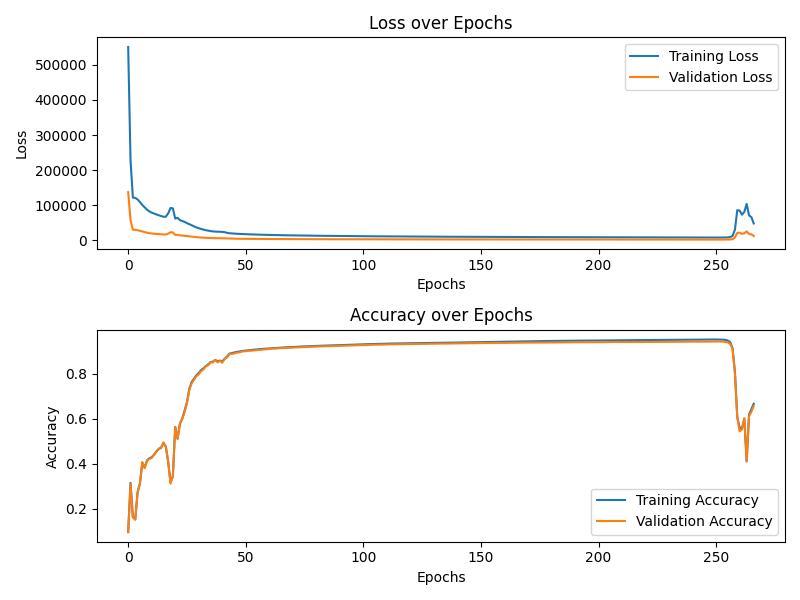 Loss over Epochs
Training Loss
Validation Loss
500000
400000
300000
200000
100000
0
Loss
0 50 100 150 200 250
Epochs
Accuracy over Epochs
0.8
0.6
0.4
0.2
Accuracy
Training Accuracy
Validation Accuracy
0 50 100 150 200 250
Epochs